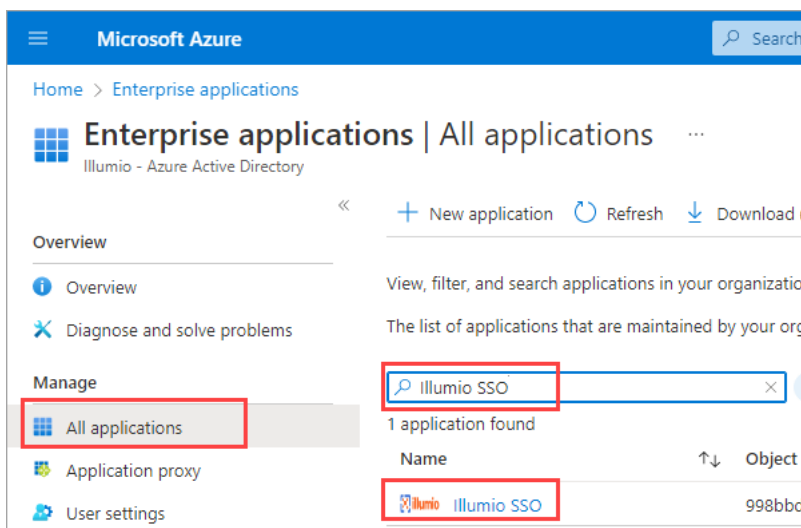 Microsoft Azure
Search
Home > Enterprise applications
Enterprise applications | All applications ...
Illumio - Azure Active Directory
«
+ New application Refresh Download
Overview
Overview
View, filter, and search applications in your
Diagnose and solve problems
The list of applications that are maintained by your
Manage
Illumio SSO
All applications
1 application found
Name ↑↓ Object
Application proxy
illumio Illumio SSO
User settings